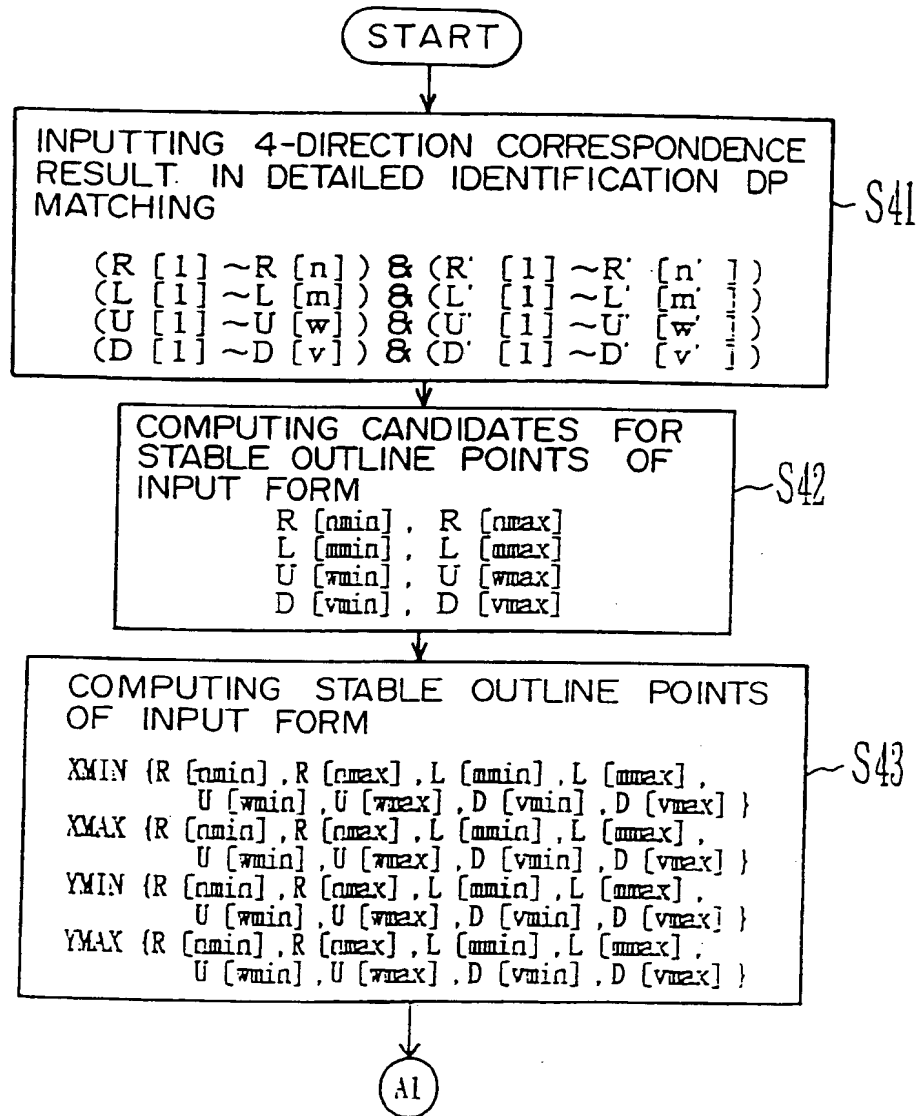 START
INPUTTING 4-DIRECTION CORRESPONDENCE
RESULT. IN DETAILED IDENTIFICATION DP
MATCHING
(R [1] ~R [n]) & (R' [1] ~R' [n' ])
(L [1] ~L [m]) & (L' [1] ~L' [m' ])
(U [1] ~U [w]) & (U' [1] ~U' [w' ])
(D [1] ~D [v]) & (D' [1] ~D' [v' ])
S41
COMPUTING CANDIDATES FOR
STABLE OUTLINE POINTS OF
INPUT FORM
R [nmin] , R [nmax]
L [mmin] , L [mmax]
U [wmin] , U [wmax]
D [vmin] , D [vmax]
S42
COMPUTING STABLE OUTLINE POINTS
OF INPUT FORM
XMIN {R [nmin] ,R [nmax] ,L [mmin] ,L [mmax] ,
U [wmin] ,U [wmax] ,D [vmin] ,D [vmax] }
XMAX {R [nmin] ,R [nmax] ,L [mmin] ,L [mmax] ,
U [wmin] ,U [wmax] ,D [vmin] ,D [vmax] }
YMIN {R [nmin] ,R [nmax] ,L [mmin] ,L [mmax] ,
U [wmin] ,U [wmax] ,D [vmin] ,D [vmax] }
YMAX {R [nmin] ,R [nmax] ,L [mmin] ,L [mmax] ,
U [wmin] ,U [wmax] ,D [vmin] ,D [vmax] }
S43
A1